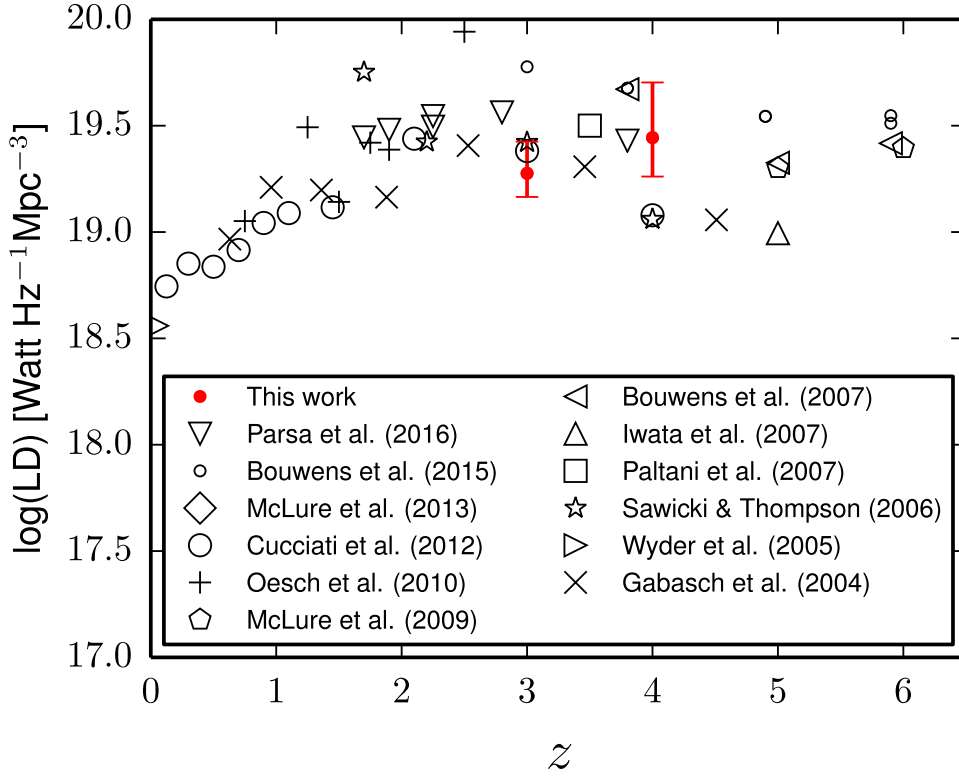 20.0
19.5
19.0
18.5
18.0
17.5
17.0
log(LD) [Watt Hz⁻¹Mpc⁻³]
This work
Parsa et al. (2016)
Bouwens et al. (2015)
McLure et al. (2013)
Cucciati et al. (2012)
Oesch et al. (2010)
McLure et al. (2009)
Bouwens et al. (2007)
Iwata et al. (2007)
Paltani et al. (2007)
Sawicki & Thompson (2006)
Wyder et al. (2005)
Gabasch et al. (2004)
0 1 2 3 4 5 6
z